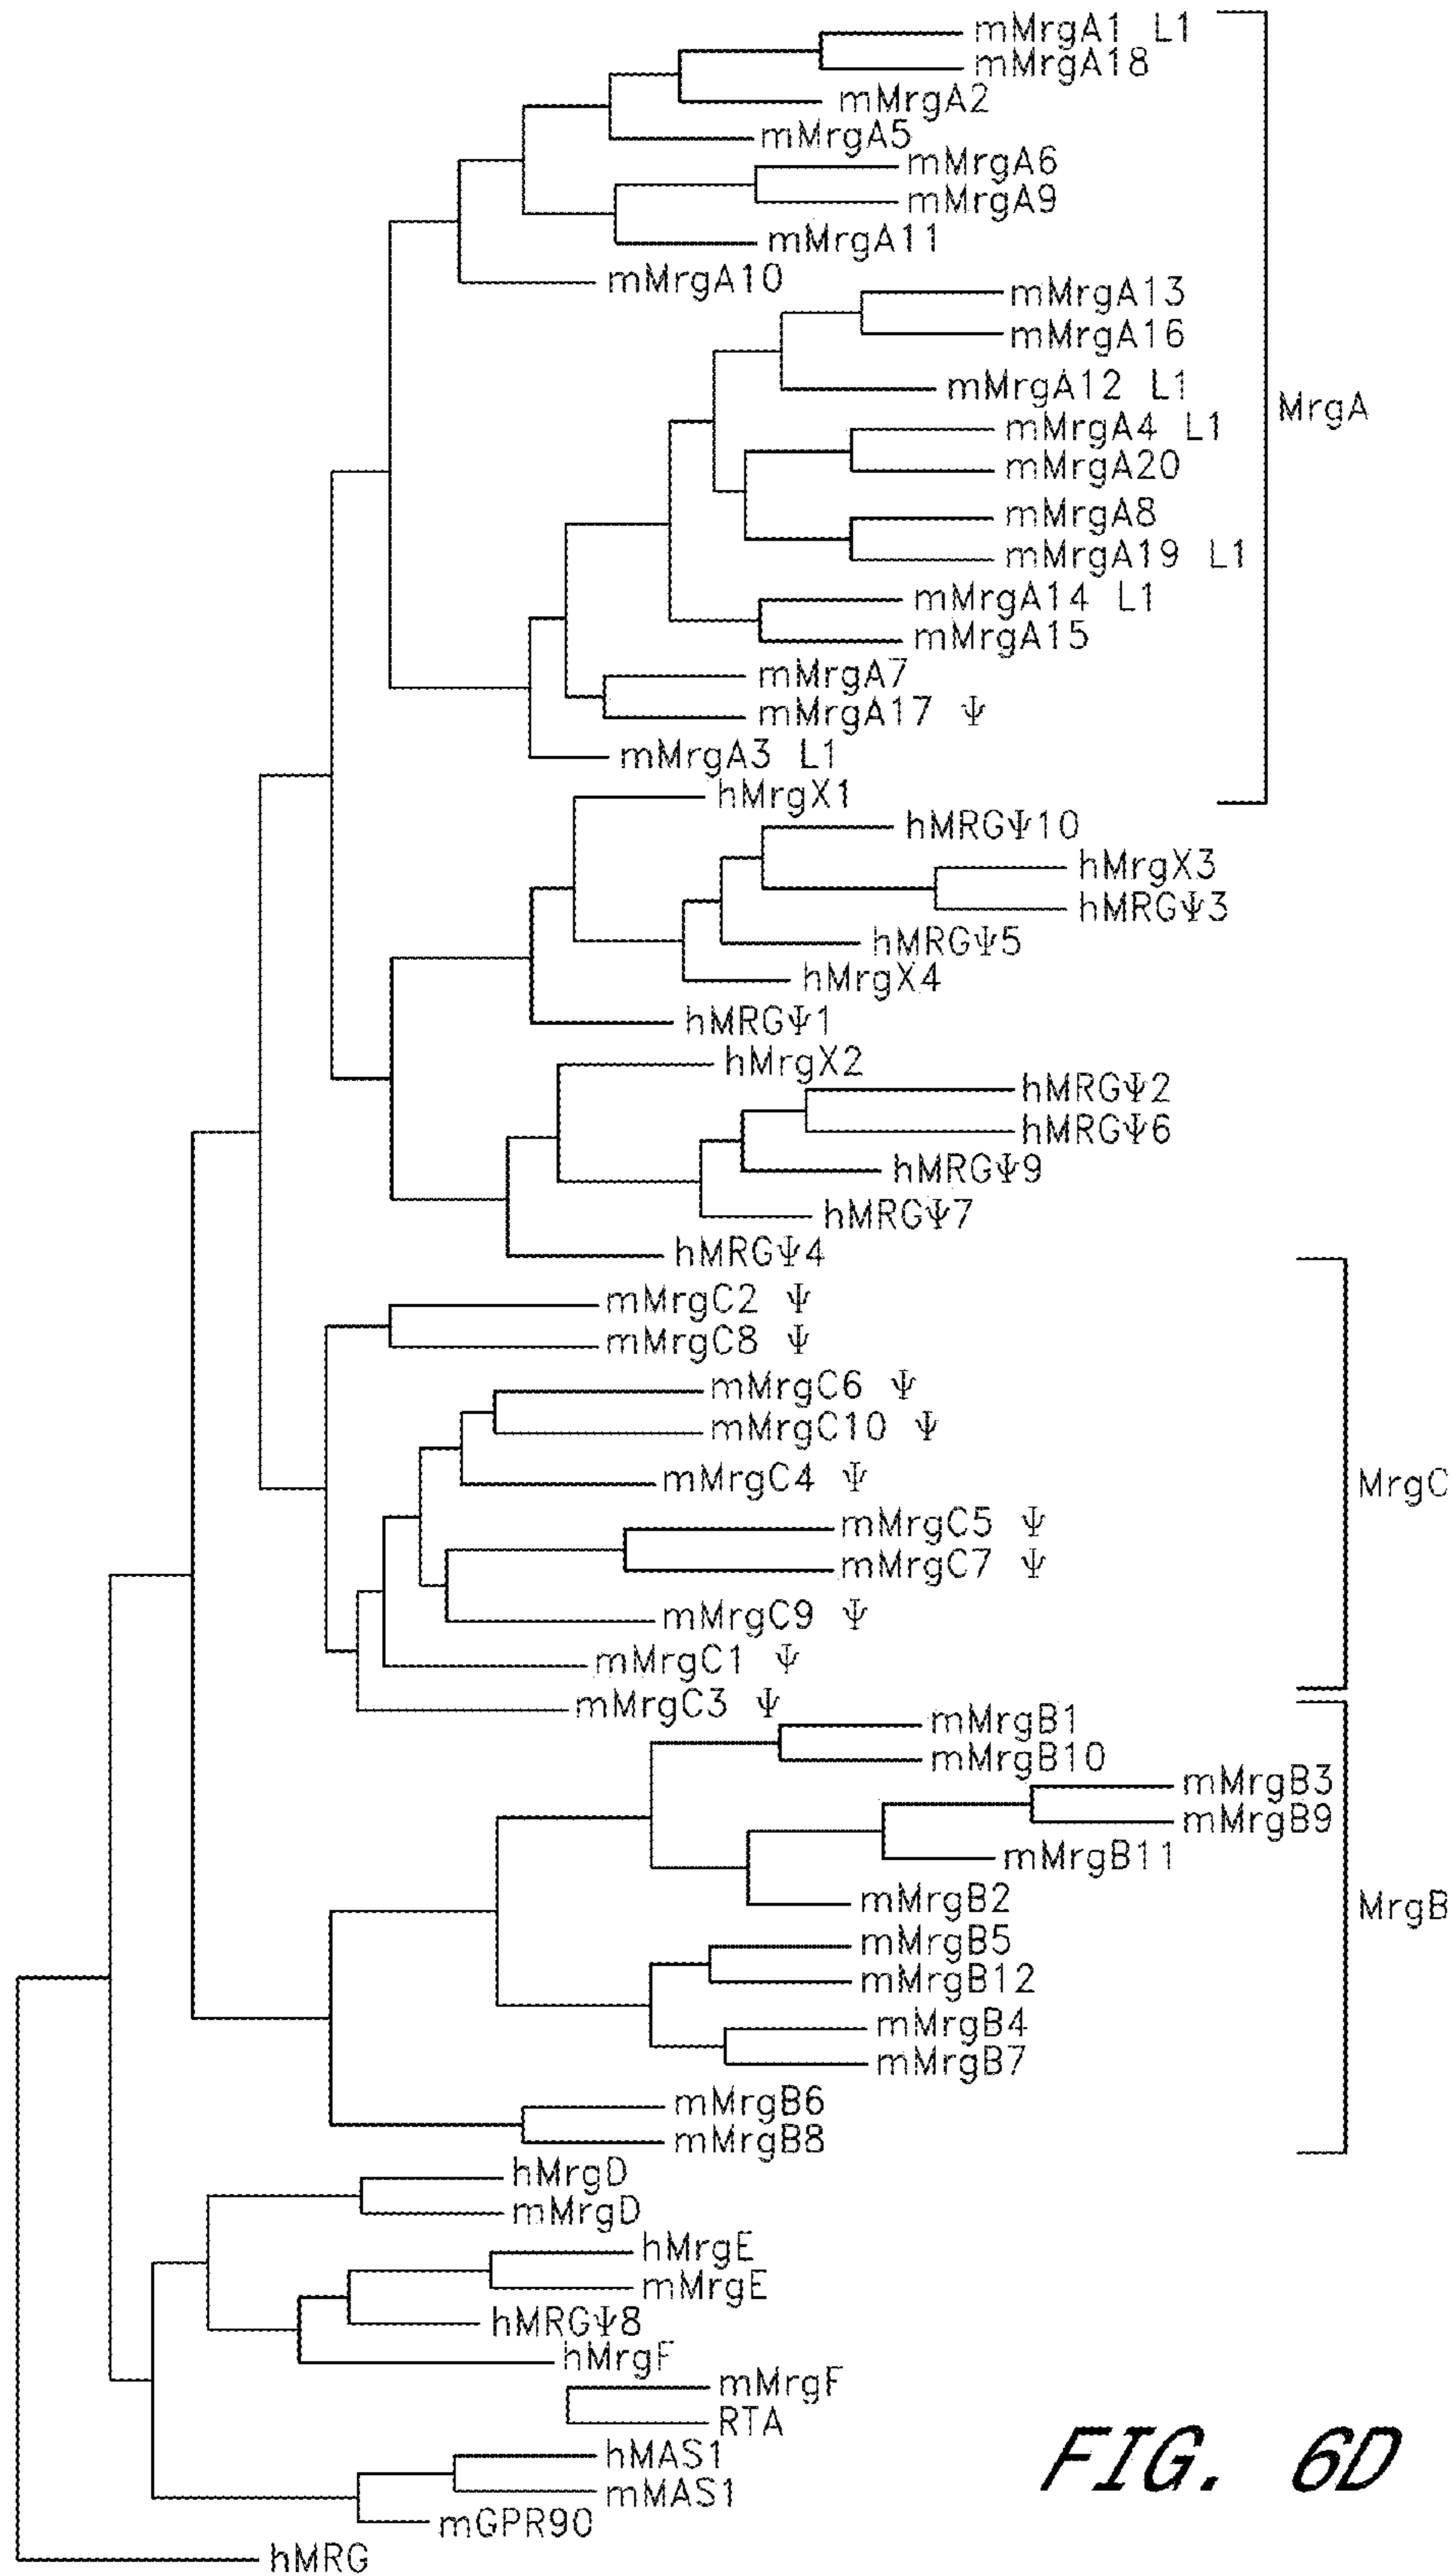 mMrgA1 L1
mMrgA18
mMrgA2
mMrgA5
mMrgA6
mMrgA9
mMrgA11
mMrgA10
mMrgA13
mMrgA16
mMrgA12 L1
MrgA
mMrgA4 L1
mMrgA20
mMrgA8
mMrgA19 L1
mMrgA14 L1
mMrgA15
mMrgA7
mMrgA17 Ψ
mMrgA3 L1
hMrgX1
hMRGΨ10
hMrgX3
hMRGΨ3
hMRGΨ5
hMrgX4
hMRGΨ1
hMrgX2
hMRGΨ2
hMRGΨ6
hMRGΨ9
hMRGΨ7
hMRGΨ4
mMrgC2 Ψ
mMrgC8 Ψ
mMrgC6 Ψ
mMrgC10 Ψ
mMrgC4 Ψ
MrgC
mMrgC5 Ψ
mMrgC7 Ψ
mMrgC9 Ψ
mMrgC1 Ψ
mMrgC3 Ψ
mMrgB1
mMrgB10
mMrgB3
mMrgB9
mMrgB11
mMrgB2
MrgB
mMrgB5
mMrgB12
mMrgB4
mMrgB7
mMrgB6
mMrgB8
hMrgD
mMrgD
hMrgE
mMrgE
hMRGΨ8
hMrgF
mMrgF
RTA
hMAS1
mMAS1
mGPR90
hMRG
FIG. 6D